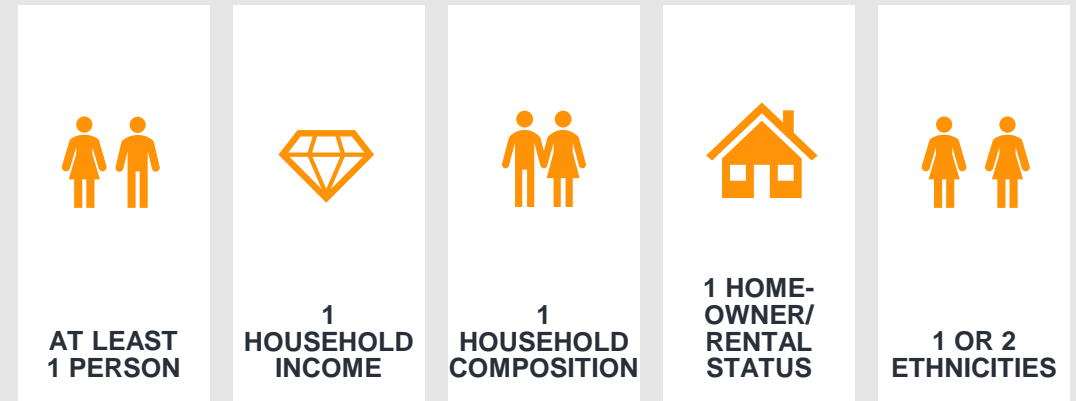 AT LEAST
1 PERSON
1
HOUSEHOLD
INCOME
1
HOUSEHOLD
COMPOSITION
1 HOME-
OWNER/
RENTAL
STATUS
1 OR 2
ETHNICITIES